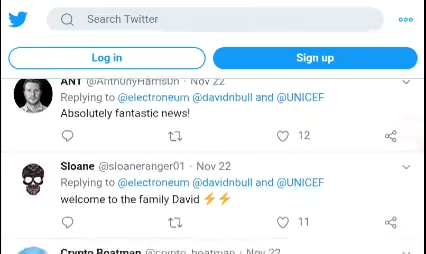 Search Twitter
Log in
Sign up
ANT @Anth0nyHarris0n · Nov 22
Replying to @electroneum @davidnbull and @UNICEF
Absolutely fantastic news!
12
Sloane @sloaneranger01 · Nov 22
Replying to @electroneum @davidnbull and @UNICEF
welcome to the family David ⚡⚡
11
Crypto Boatman @crypto_boatman · Nov 22